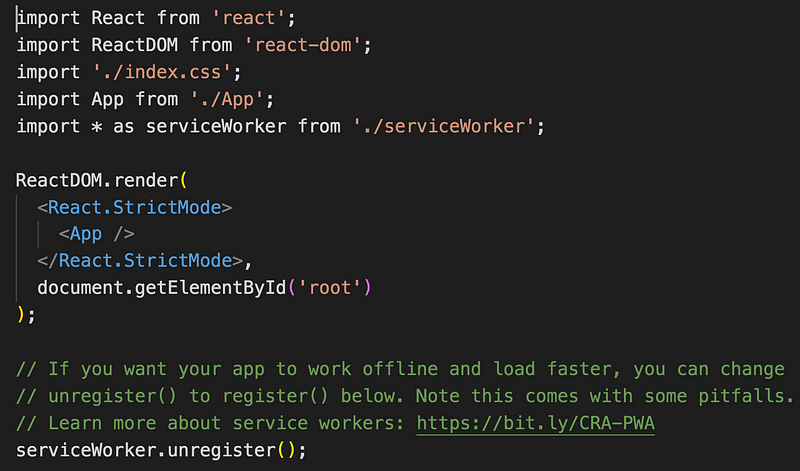 import React from 'react';
import ReactDOM from 'react-dom';
import './index.css';
import App from './App';
import * as serviceWorker from './serviceWorker';

ReactDOM.render(
  <React.StrictMode>
    <App />
  </React.StrictMode>,
  document.getElementById('root')
);

// If you want your app to work offline and load faster, you can change
// unregister() to register() below. Note this comes with some pitfalls.
// Learn more about service workers: https://bit.ly/CRA-PWA
serviceWorker.unregister();